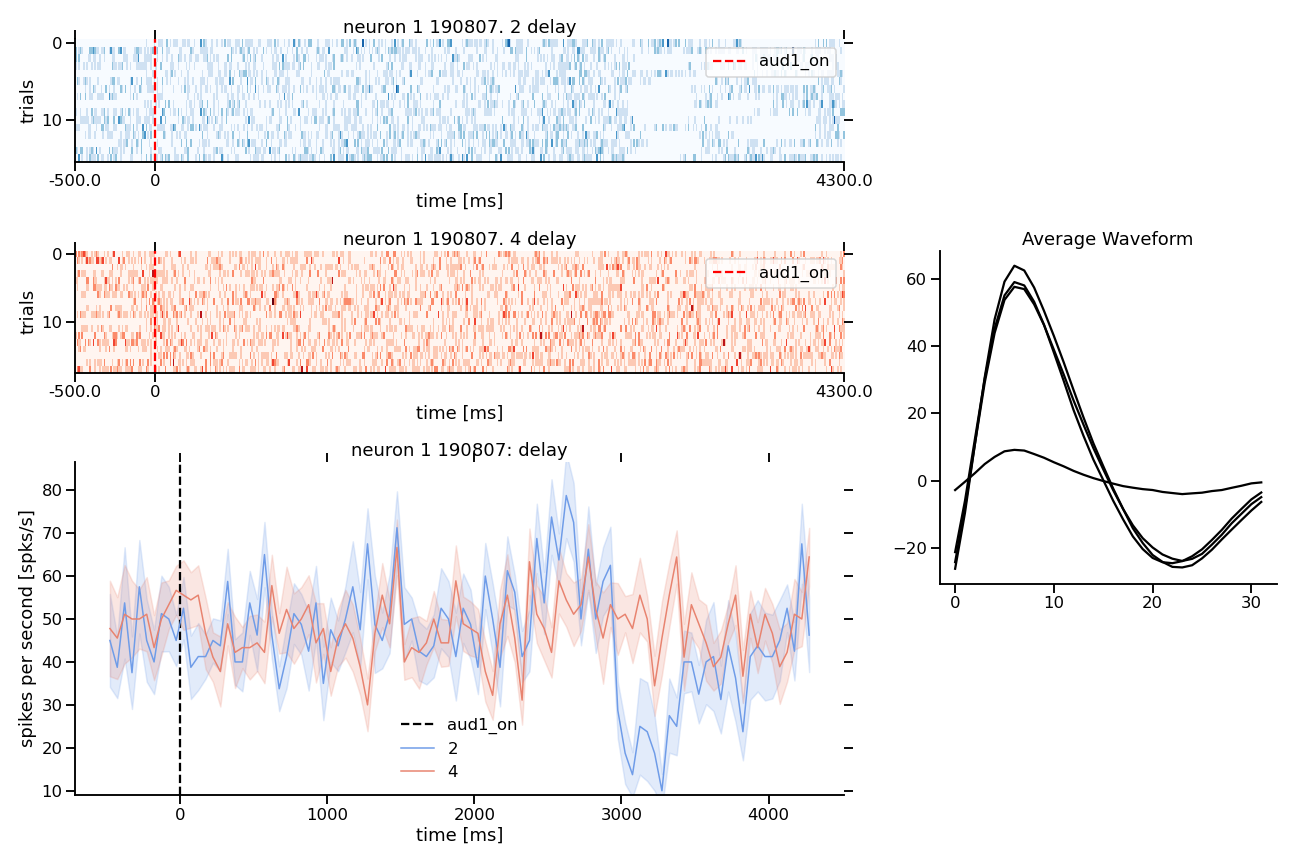 neuron 1 190807. 2 delay
trials
0
10
aud1_on
-500.0
0
4300.0
time [ms]
neuron 1 190807. 4 delay
trials
0
10
aud1_on
-500.0
0
4300.0
time [ms]
Average Waveform
60
40
20
0
−20
0
10
20
30
neuron 1 190807: delay
spikes per second [spks/s]
80
70
60
50
40
30
20
10
aud1_on
2
4
0
1000
2000
3000
4000
time [ms]